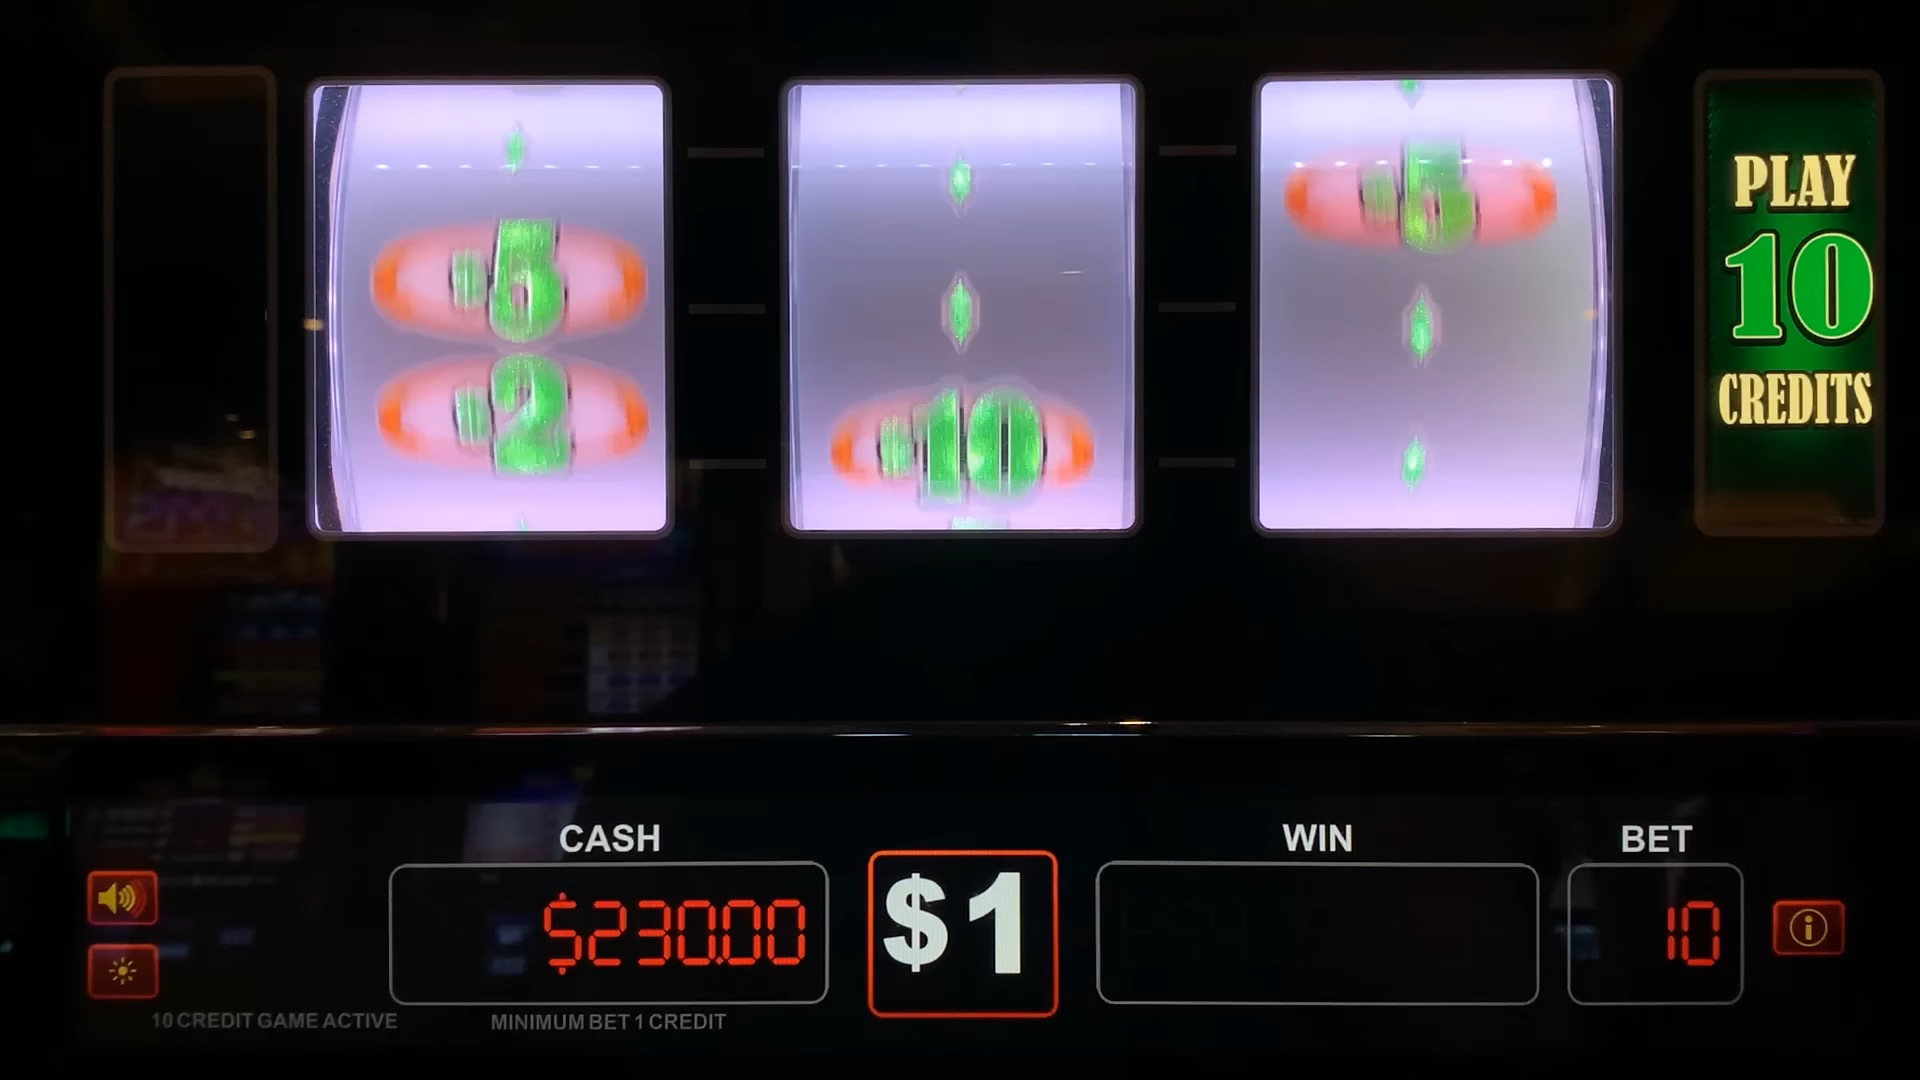 5
2
10
5
PLAY
10
CREDITS
CASH
WIN
BET
$230.00
$1
10
10 CREDIT GAME ACTIVE
MINIMUM BET 1 CREDIT